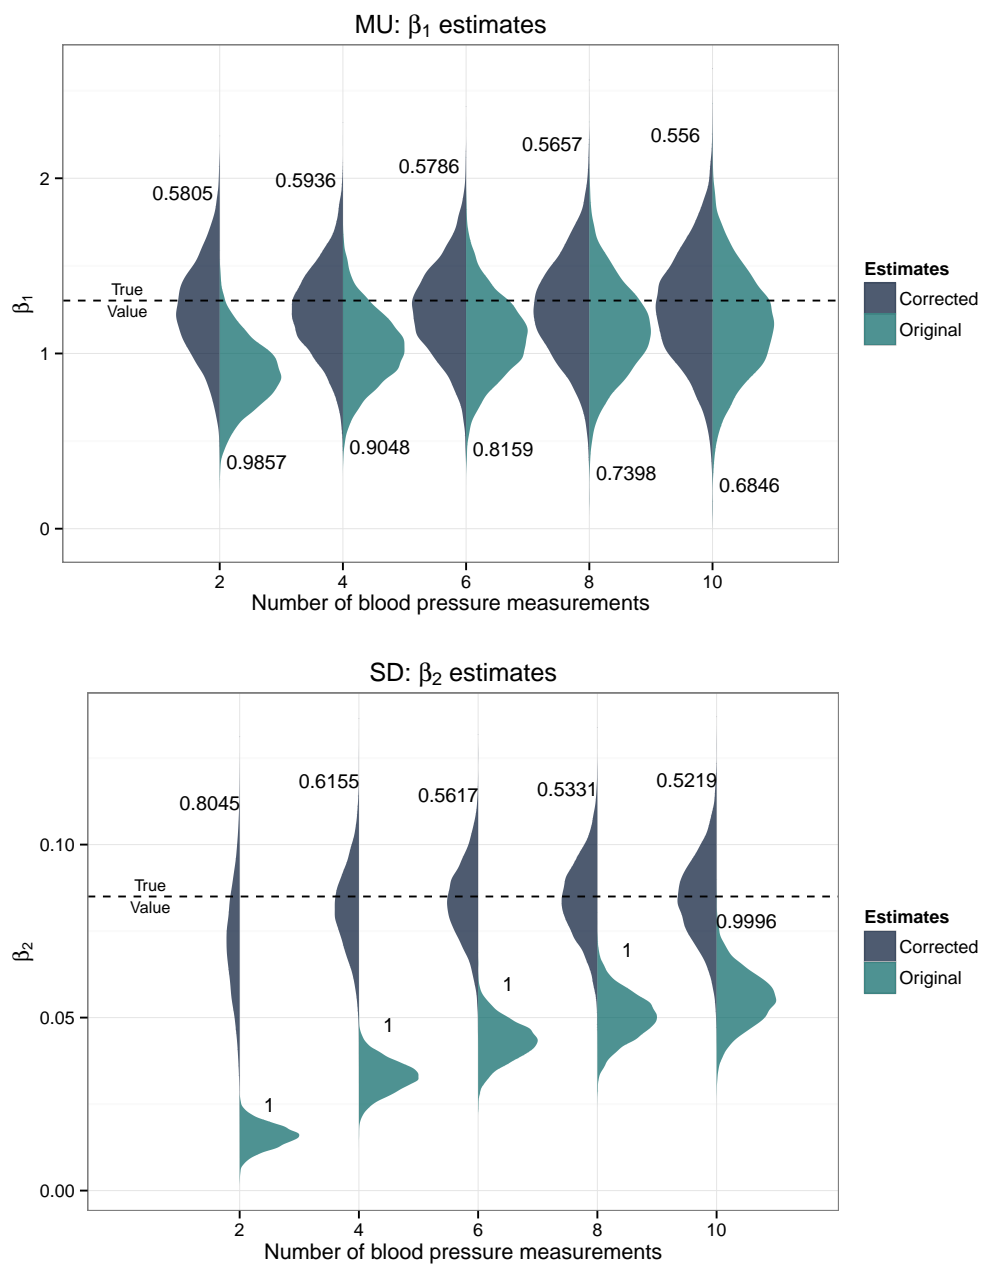 MU: β₁ estimates
0.5805
0.5936
0.5786
0.5657
0.556
True
Value
0.9857
0.9048
0.8159
0.7398
0.6846
β₁
2
1
0
2
4
6
8
10
Number of blood pressure measurements
Estimates
Corrected
Original
SD: β₂ estimates
0.8045
0.6155
0.5617
0.5331
0.5219
True
Value
1
1
1
1
0.9996
β₂
0.10
0.05
0.00
2
4
6
8
10
Number of blood pressure measurements
Estimates
Corrected
Original